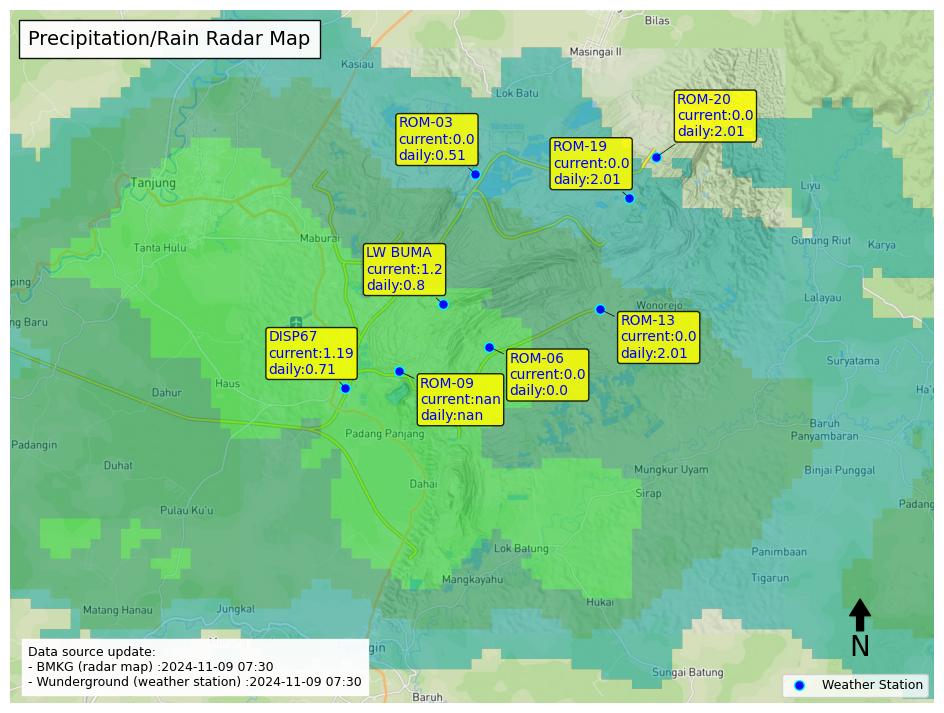 Precipitation/Rain Radar Map
Bilas
Masingai II
Kasiau
Lok Batu
ROM-20
current:0.0
daily:2.01
ROM-03
current:0.0
daily:0.51
ROM-19
current:0.0
daily:2.01
Tanjung
Liyu
Maburai
Tanta Hulu
Gunung Riut
Karya
LW BUMA
current:1.2
daily:0.8
ping
Lalayau
Wonorejo
ng Baru
ROM-13
current:0.0
daily:2.01
DISP67
current:1.19
daily:0.71
ROM-06
current:0.0
daily:0.0
Suryatama
Haus
Dahur
ROM-09
current:nan
daily:nan
Ha'
Baruh
Panyambaran
Padang Panjang
Padangin
Duhat
Mungkur Uyam
Binjai Punggal
Dahai
Sirap
Padang
Pulau Ku'u
Lok Batung
Panimbaan
Mangkayahu
Tigarun
Hukai
Matang Hanau
Jungkal
N
gin
Sungai Batung
Baruh
Data source update:
- BMKG (radar map) :2024-11-09 07:30
- Wunderground (weather station) :2024-11-09 07:30
Weather Station